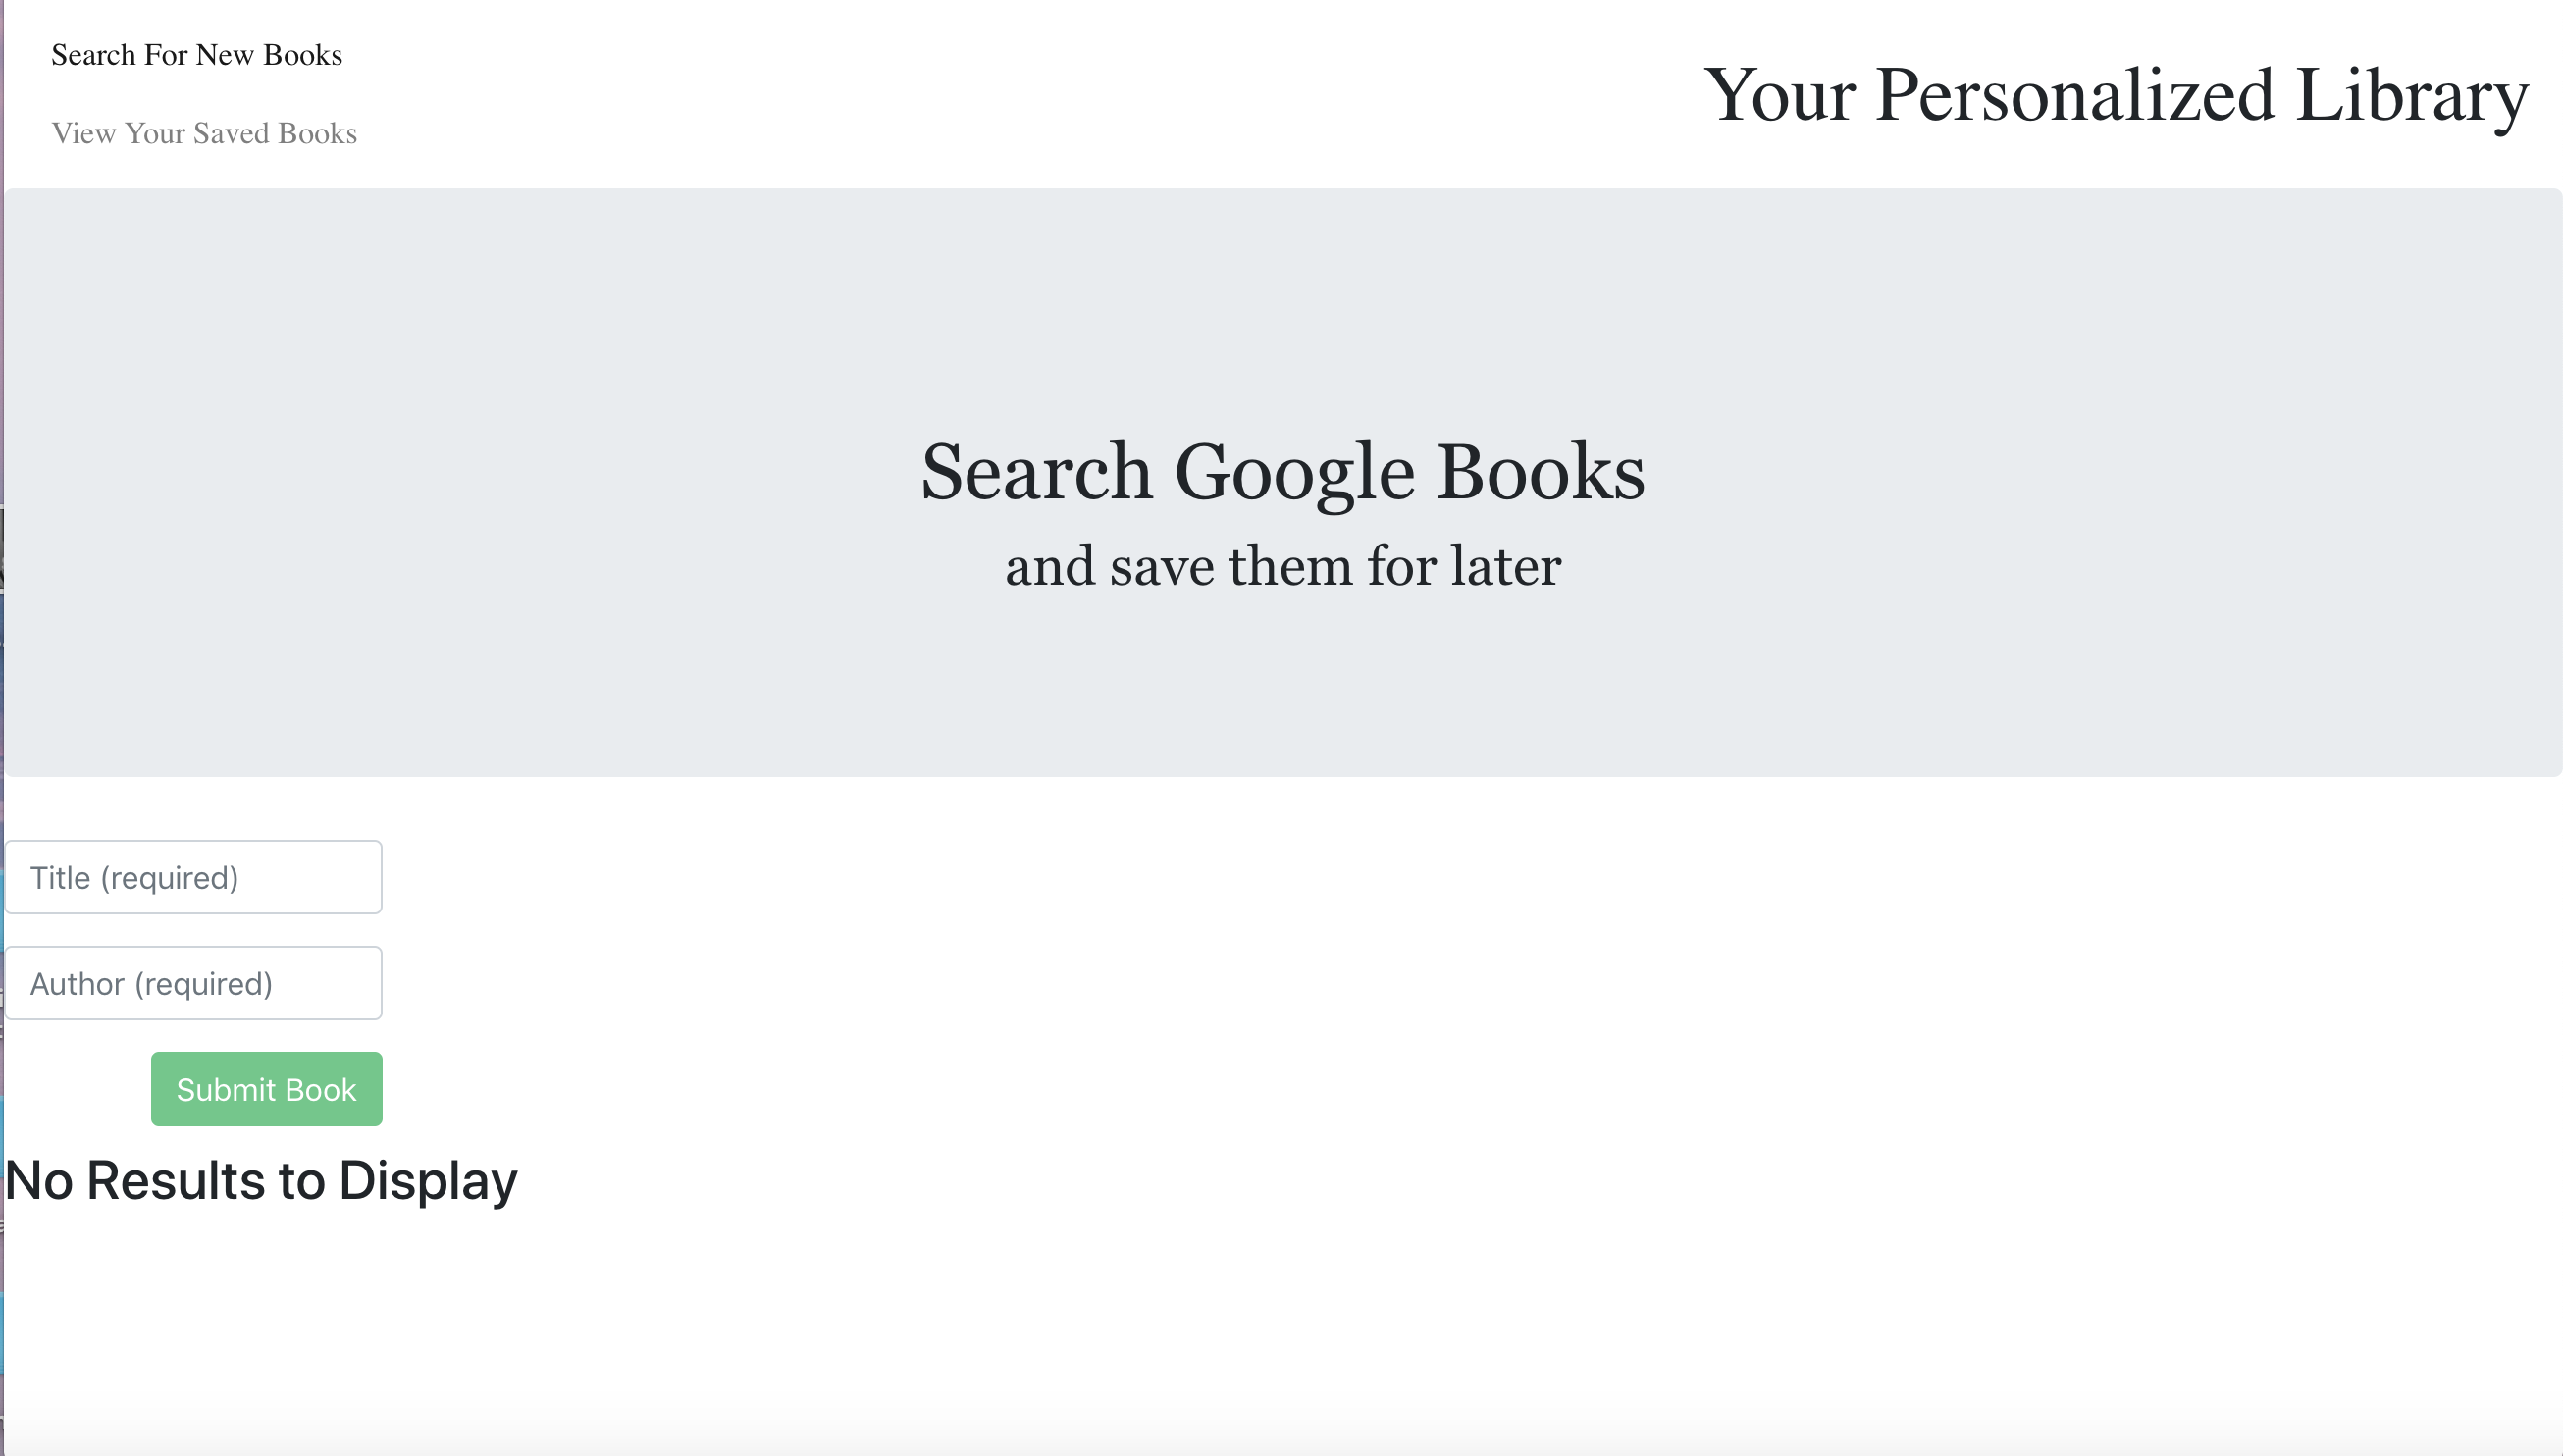 Search For New Books
View Your Saved Books
Your Personalized Library
Search Google Books
and save them for later
Title (required)
Author (required)
Submit Book
No Results to Display